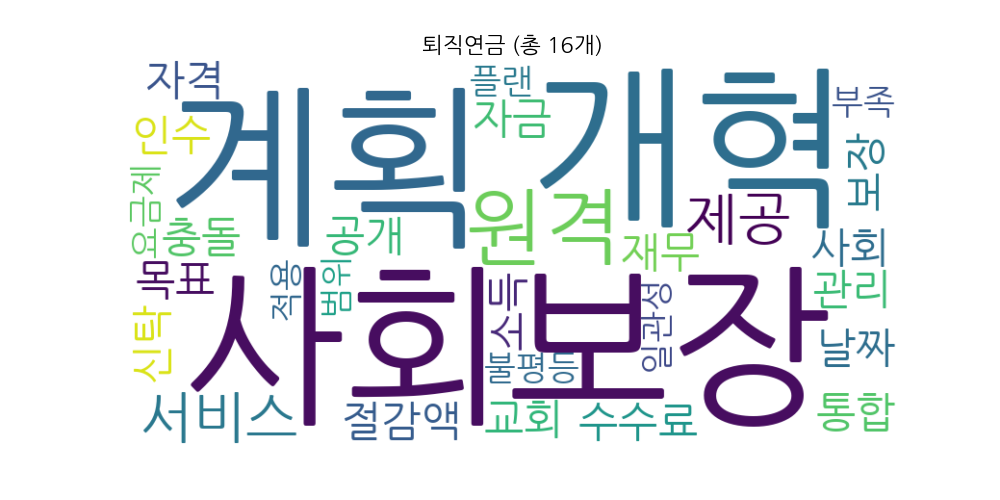 퇴직연금 (총 16개)
자격
플랜
계획
개혁
부족
자금
인수
보장
요금제
충돌
공개
원격
재무
제공
사회
목표
적용
범위
사회보장
소득
일관성
관리
신탁
불평등
날짜
서비스
절감액
교회
수수료
통합